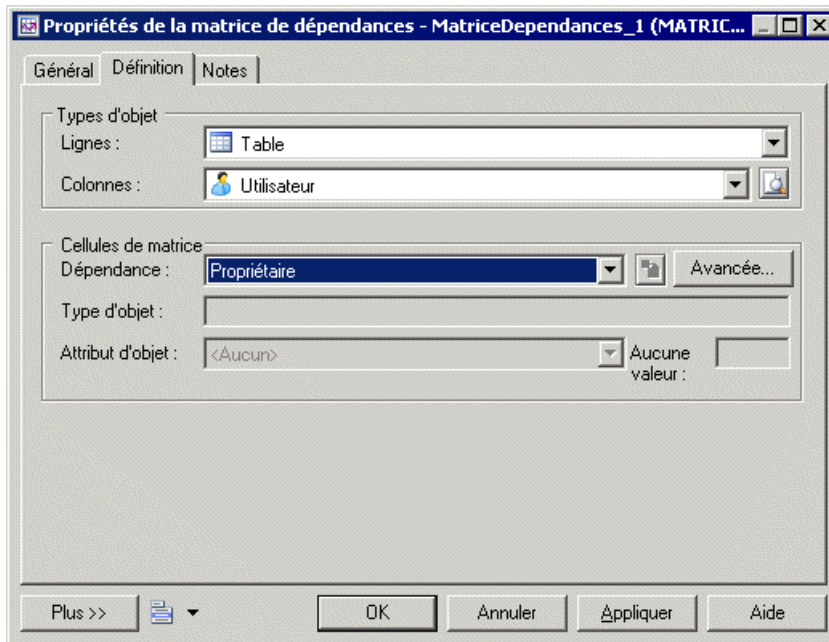 Propriétés de la matrice de dépendances - MatriceDependances_1 (MATRIC...
Général Définition Notes
Types d'objet
Lignes : Table
Colonnes : Utilisateur
Cellules de matrice
Dépendance : Propriétaire Avancée...
Type d'objet :
Attribut d'objet : <Aucun> Aucune
valeur :
Plus >> OK Annuler Appliquer Aide